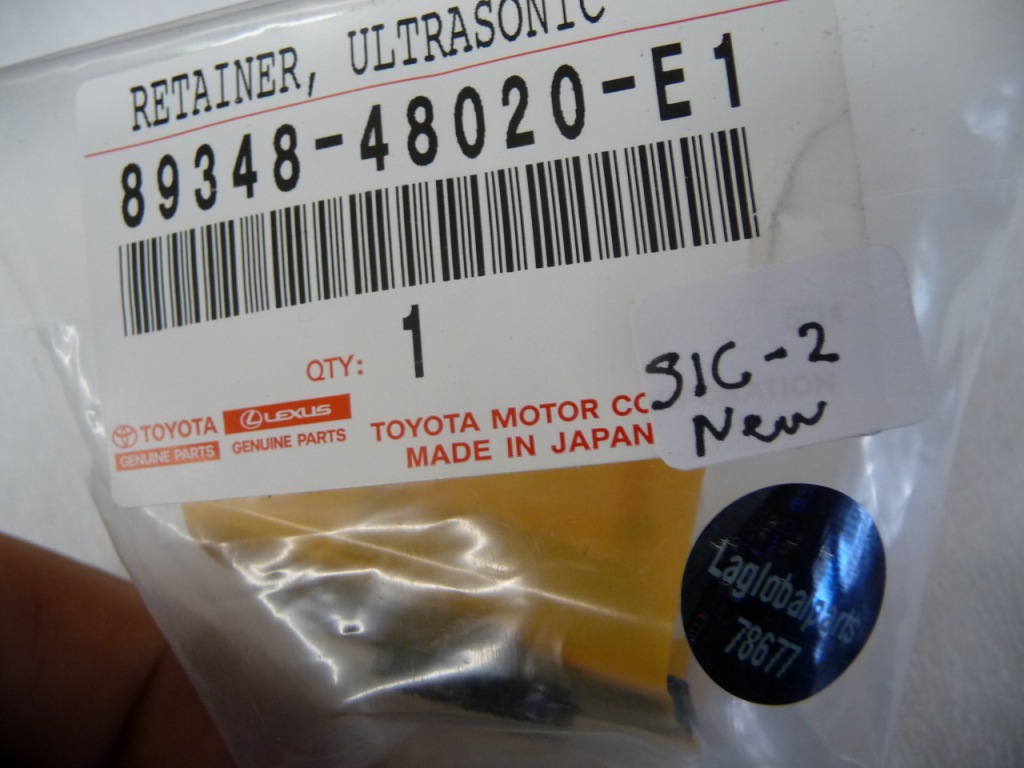 RETAINER, ULTRASONIC
89348-48020-E1
QTY: 1
TOYOTA
GENUINE PARTS
LEXUS
GENUINE PARTS
TOYOTA MOTOR CO ATION
MADE IN JAPAN
SIC-2
New
Laglobalparts
78677